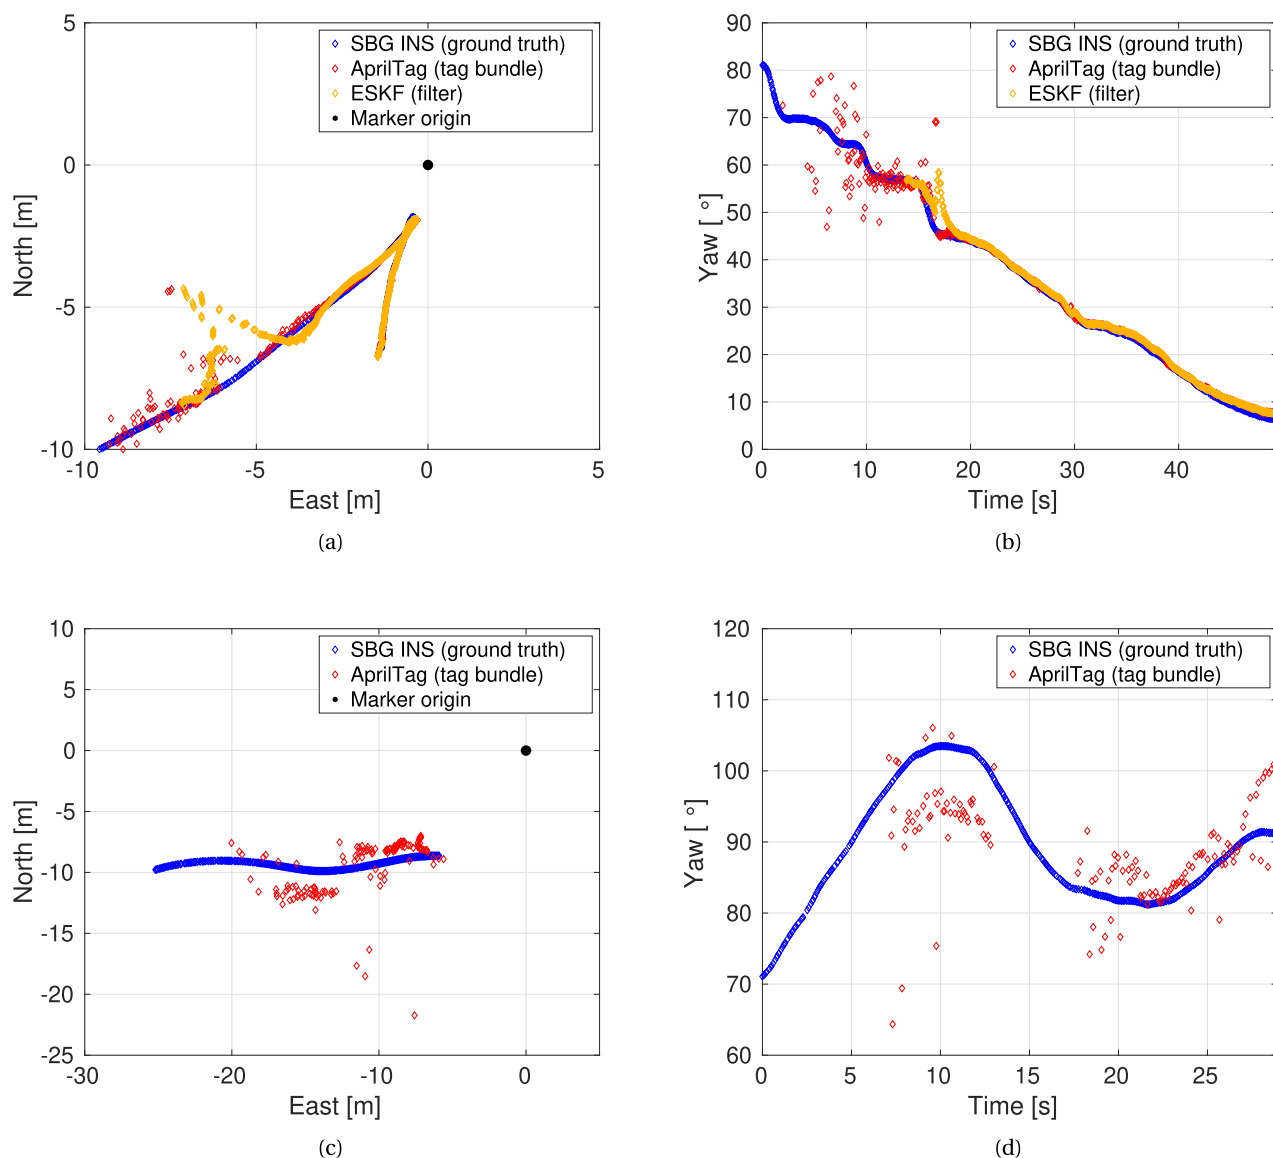 5
0
-5
-10
-10
-5
0
5
North [m]
East [m]
SBG INS (ground truth)
AprilTag (tag bundle)
ESKF (filter)
Marker origin
(a)
90
80
70
60
50
40
30
20
10
0
0
10
20
30
40
Yaw [ °]
Time [s]
SBG INS (ground truth)
AprilTag (tag bundle)
ESKF (filter)
(b)
10
5
0
-5
-10
-15
-20
-25
-30
-20
-10
0
North [m]
East [m]
SBG INS (ground truth)
AprilTag (tag bundle)
Marker origin
(c)
120
110
100
90
80
70
60
0
5
10
15
20
25
Yaw [ °]
Time [s]
SBG INS (ground truth)
AprilTag (tag bundle)
(d)